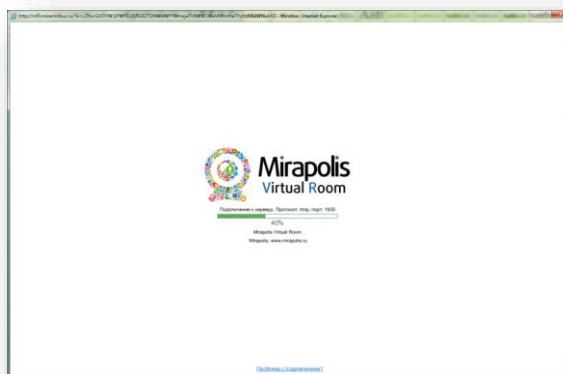 Windows Internet Explorer
Mirapolis
Virtual Room
Подключение к серверу. Протокол: rtmp, порт: 1935
40%
Mirapolis Virtual Room
Mirapolis, www.mirapolis.ru
Проблемы с подключением?